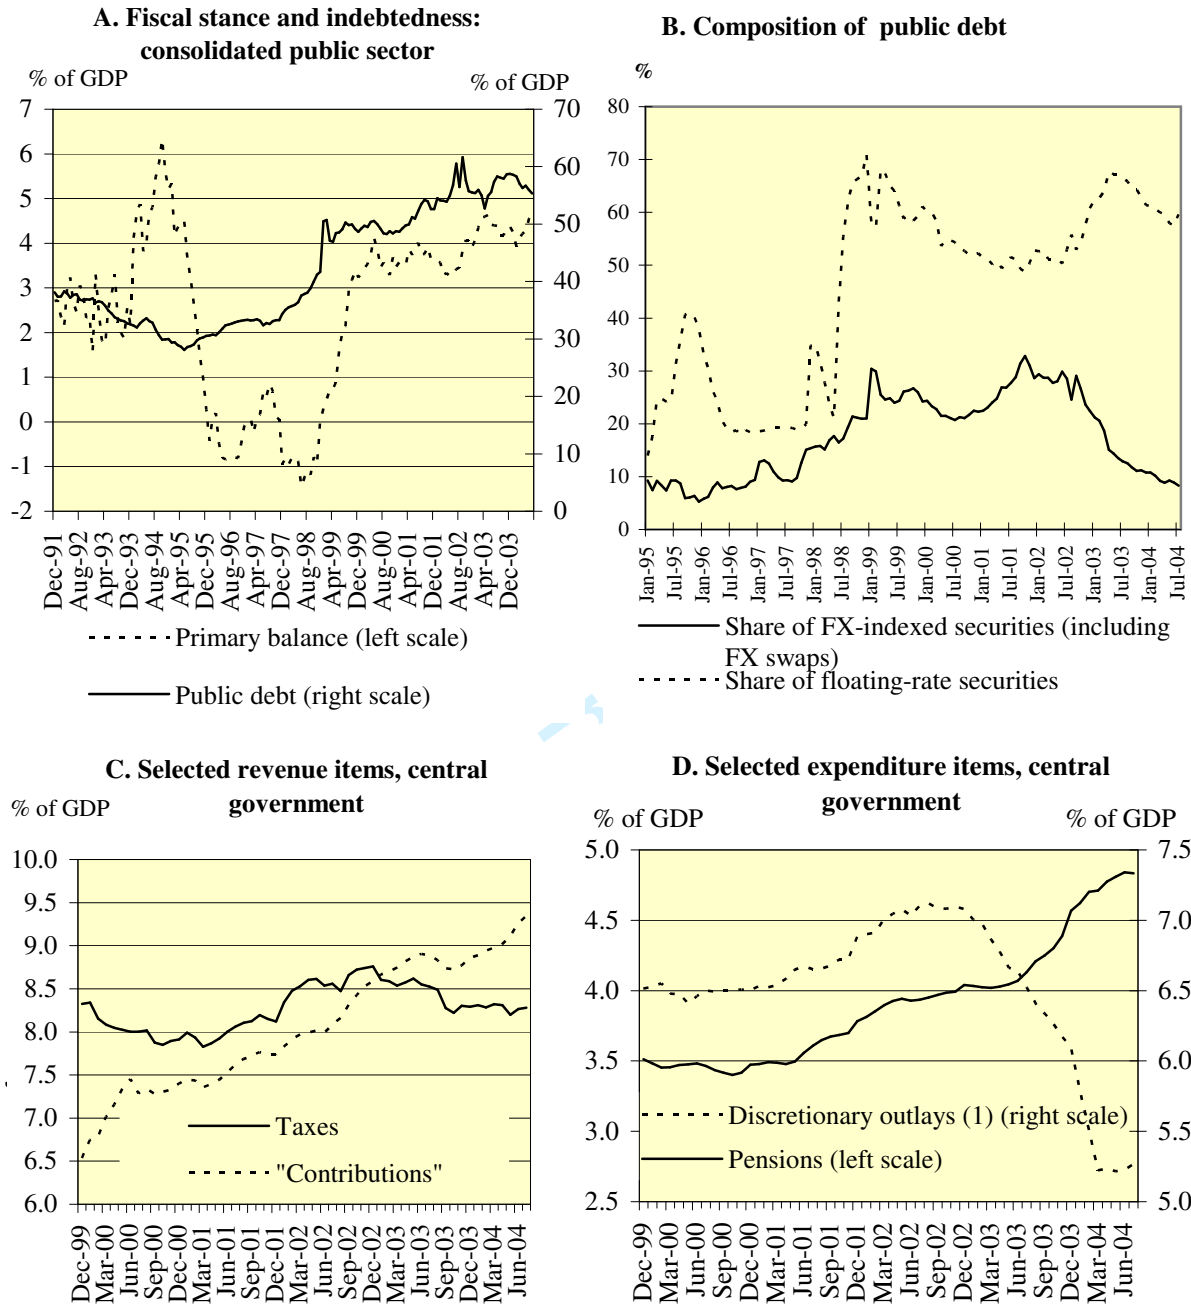 A. Fiscal stance and indebtedness:
consolidated public sector
% of GDP
% of GDP
7
6
5
4
3
2
1
0
-1
-2
70
60
50
40
30
20
10
0
Dec-91
Aug-92
Apr-93
Dec-93
Aug-94
Apr-95
Dec-95
Aug-96
Apr-97
Dec-97
Aug-98
Apr-99
Dec-99
Aug-00
Apr-01
Dec-01
Aug-02
Apr-03
Dec-03
Primary balance (left scale)
Public debt (right scale)
B. Composition of public debt
%
80
70
60
50
40
30
20
10
0
Jan-95
Jul-95
Jan-96
Jul-96
Jan-97
Jul-97
Jan-98
Jul-98
Jan-99
Jul-99
Jan-00
Jul-00
Jan-01
Jul-01
Jan-02
Jul-02
Jan-03
Jul-03
Jan-04
Jul-04
Share of FX-indexed securities (including
FX swaps)
Share of floating-rate securities
C. Selected revenue items, central
government
% of GDP
10.0
9.5
9.0
8.5
8.0
7.5
7.0
6.5
6.0
Dec-99
Mar-00
Jun-00
Sep-00
Dec-00
Mar-01
Jun-01
Sep-01
Dec-01
Mar-02
Jun-02
Sep-02
Dec-02
Mar-03
Jun-03
Sep-03
Dec-03
Mar-04
Jun-04
Taxes
"Contributions"
D. Selected expenditure items, central
government
% of GDP
% of GDP
5.0
4.5
4.0
3.5
3.0
2.5
7.5
7.0
6.5
6.0
5.5
5.0
Dec-99
Mar-00
Jun-00
Sep-00
Dec-00
Mar-01
Jun-01
Sep-01
Dec-01
Mar-02
Jun-02
Sep-02
Dec-02
Mar-03
Jun-03
Sep-03
Dec-03
Mar-04
Jun-04
Discretionary outlays (1) (right scale)
Pensions (left scale)